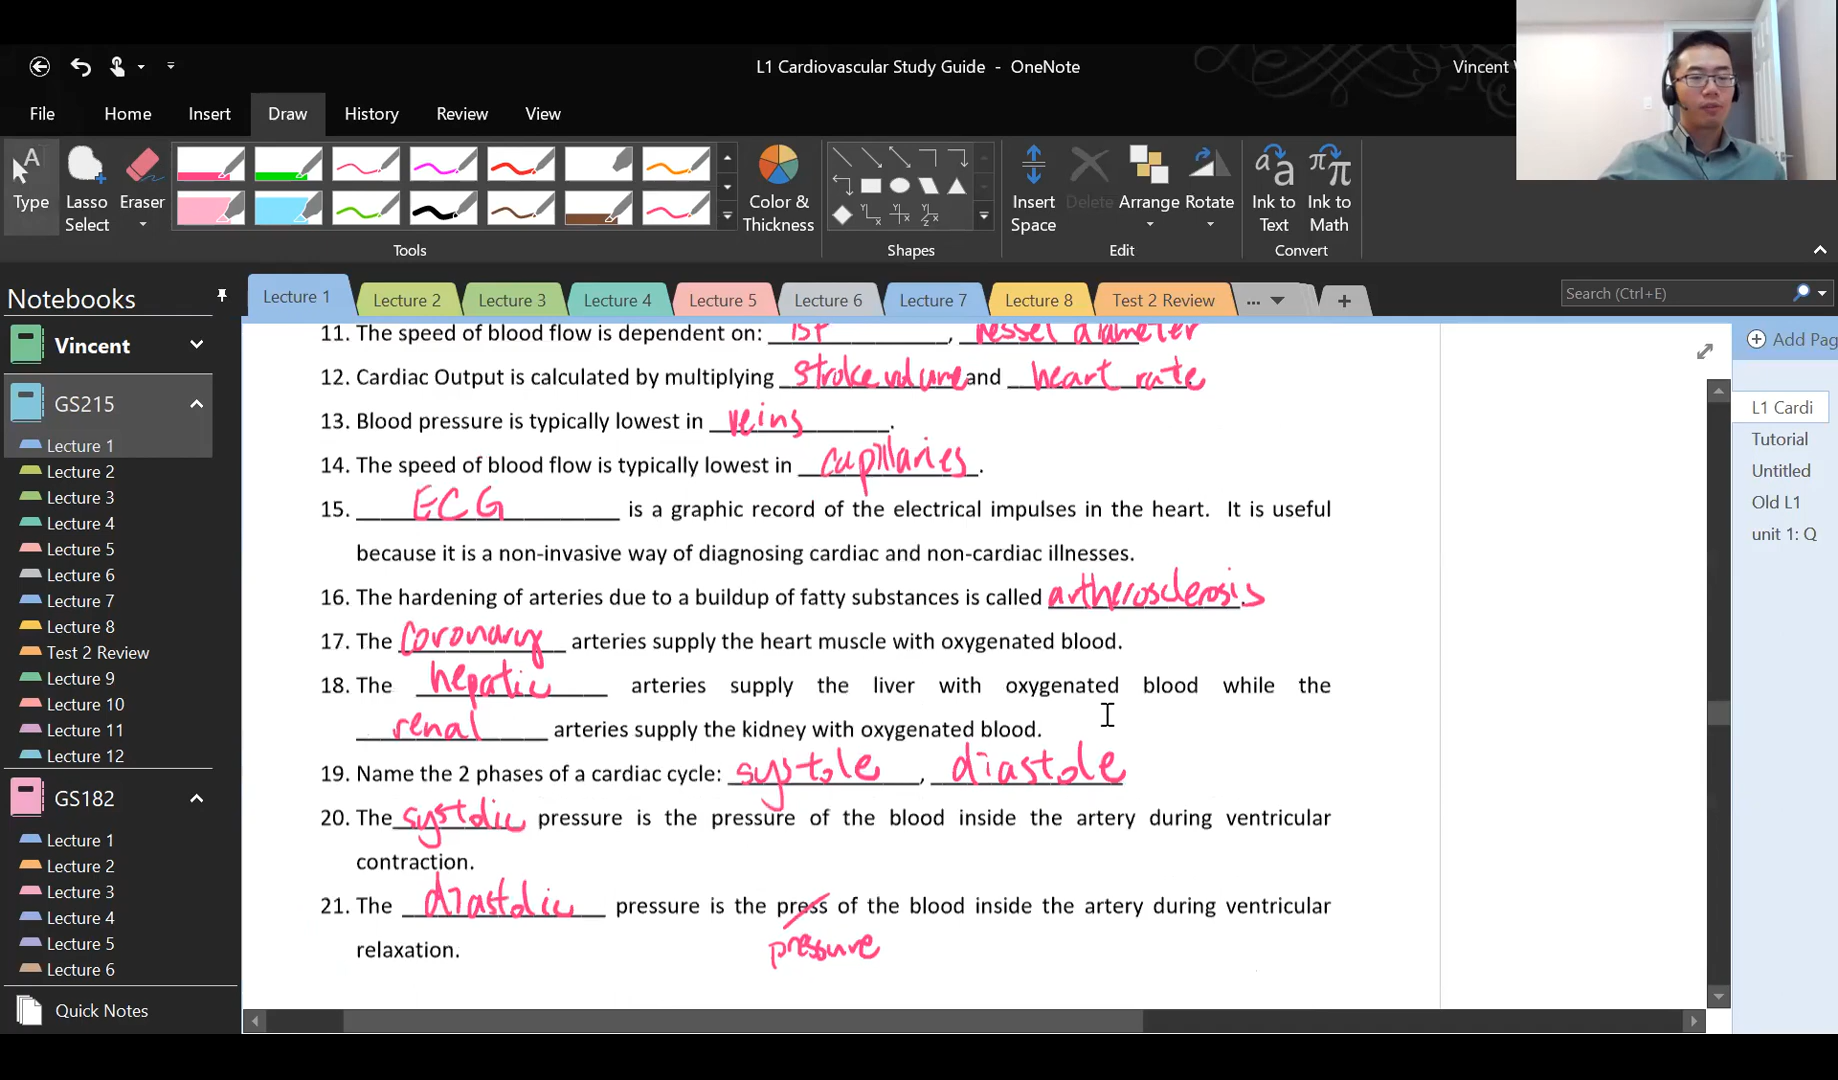 L1 Cardiovascular Study Guide - OneNote
Vincent
File Home Insert Draw History Review View
Type
Lasso Select
Eraser
Color & Thickness
Insert Space
Delete
Arrange
Rotate
Ink to Text
Ink to Math
Tools
Shapes
Edit
Convert
Notebooks
Lecture 1 Lecture 2 Lecture 3 Lecture 4 Lecture 5 Lecture 6 Lecture 7 Lecture 8 Test 2 Review ...
Search (Ctrl+E)
Vincent
GS215
Lecture 1
Lecture 2
Lecture 3
Lecture 4
Lecture 5
Lecture 6
Lecture 7
Lecture 8
Test 2 Review
Lecture 9
Lecture 10
Lecture 11
Lecture 12
GS182
Lecture 1
Lecture 2
Lecture 3
Lecture 4
Lecture 5
Lecture 6
Quick Notes
11. The speed of blood flow is dependent on: , vessel diameter
12. Cardiac Output is calculated by multiplying stroke volume and heart rate.
13. Blood pressure is typically lowest in veins.
14. The speed of blood flow is typically lowest in capillaries.
15. ECG is a graphic record of the electrical impulses in the heart. It is useful
because it is a non-invasive way of diagnosing cardiac and non-cardiac illnesses.
16. The hardening of arteries due to a buildup of fatty substances is called artherosclerosis.
17. The coronary arteries supply the heart muscle with oxygenated blood.
18. The hepatic arteries supply the liver with oxygenated blood while the
renal arteries supply the kidney with oxygenated blood.
19. Name the 2 phases of a cardiac cycle: systole, diastole
20. The systolic pressure is the pressure of the blood inside the artery during ventricular
contraction.
21. The diastolic pressure is the press of the blood inside the artery during ventricular
pressure
relaxation.
Add Pag
L1 Cardi
Tutorial
Untitled
Old L1
unit 1: Q